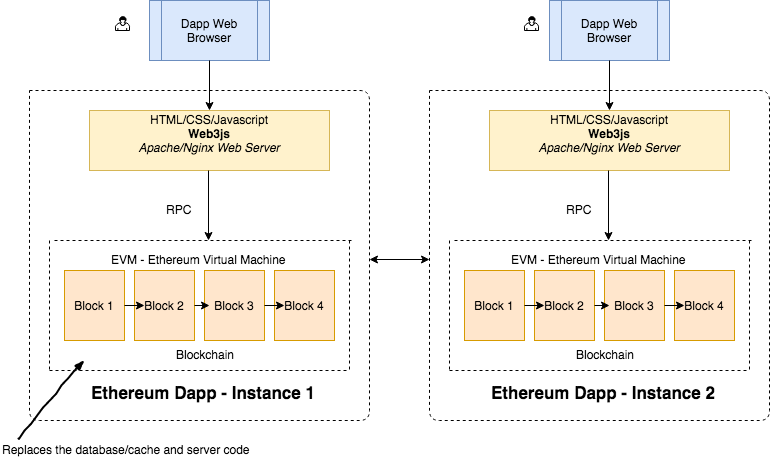 Dapp Web
Browser
HTML/CSS/Javascript
Web3js
Apache/Nginx Web Server
RPC
EVM - Ethereum Virtual Machine
Block 1
Block 2
Block 3
Block 4
Blockchain
Ethereum Dapp - Instance 1
Replaces the database/cache and server code
Dapp Web
Browser
HTML/CSS/Javascript
Web3js
Apache/Nginx Web Server
RPC
EVM - Ethereum Virtual Machine
Block 1
Block 2
Block 3
Block 4
Blockchain
Ethereum Dapp - Instance 2